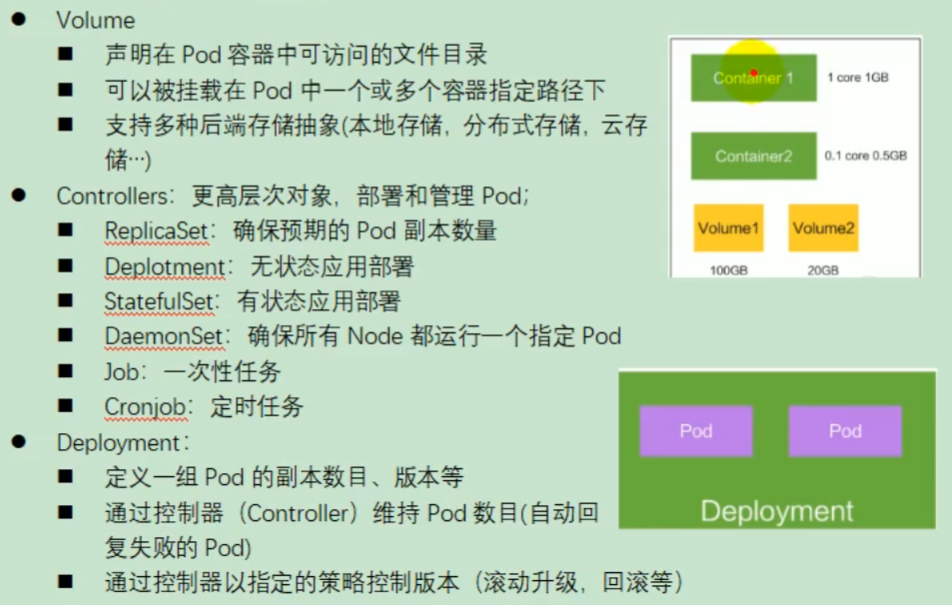 ● Volume
■ 声明在 Pod 容器中可访问的文件目录
■ 可以被挂载在 Pod 中一个或多个容器指定路径下
■ 支持多种后端存储抽象(本地存储, 分布式存储, 云存
储…)
● Controllers：更高层次对象，部署和管理 Pod;
■ ReplicaSet：确保预期的 Pod 副本数量
■ Deplotment：无状态应用部署
■ StatefulSet：有状态应用部署
■ DaemonSet：确保所有 Node 都运行一个指定 Pod
■ Job：一次性任务
■ Cronjob：定时任务
● Deployment：
■ 定义一组 Pod 的副本数目、版本等
■ 通过控制器（Controller）维持 Pod 数目(自动回
复失败的 Pod)
■ 通过控制器以指定的策略控制版本（滚动升级，回滚等）
Container 1 1 core 1GB
Container2 0.1 core 0.5GB
Volume1 Volume2
100GB 20GB
Pod Pod
Deployment